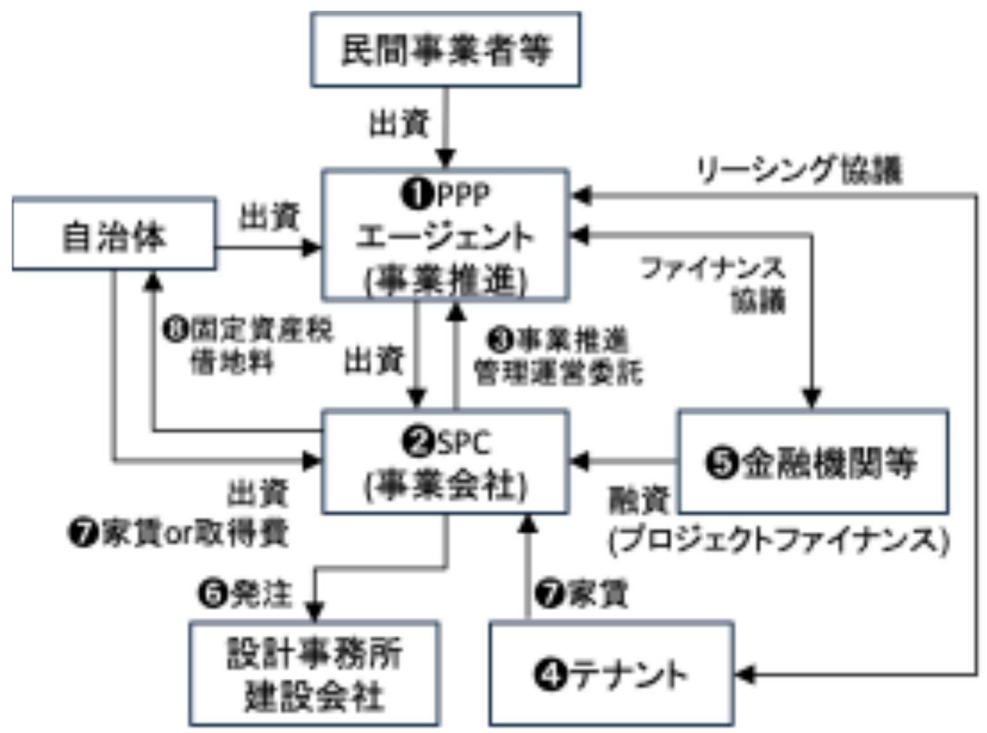 民間事業者等
出資
リーシング協議
❶PPP
エージェント
(事業推進)
自治体
出資
ファイナンス
協議
❽固定資産税
借地料
出資
❸事業推進
管理運営委託
❷SPC
(事業会社)
❺金融機関等
出資
❼家賃or取得費
融資
(プロジェクトファイナンス)
❻発注
❼家賃
設計事務所
建設会社
❹テナント